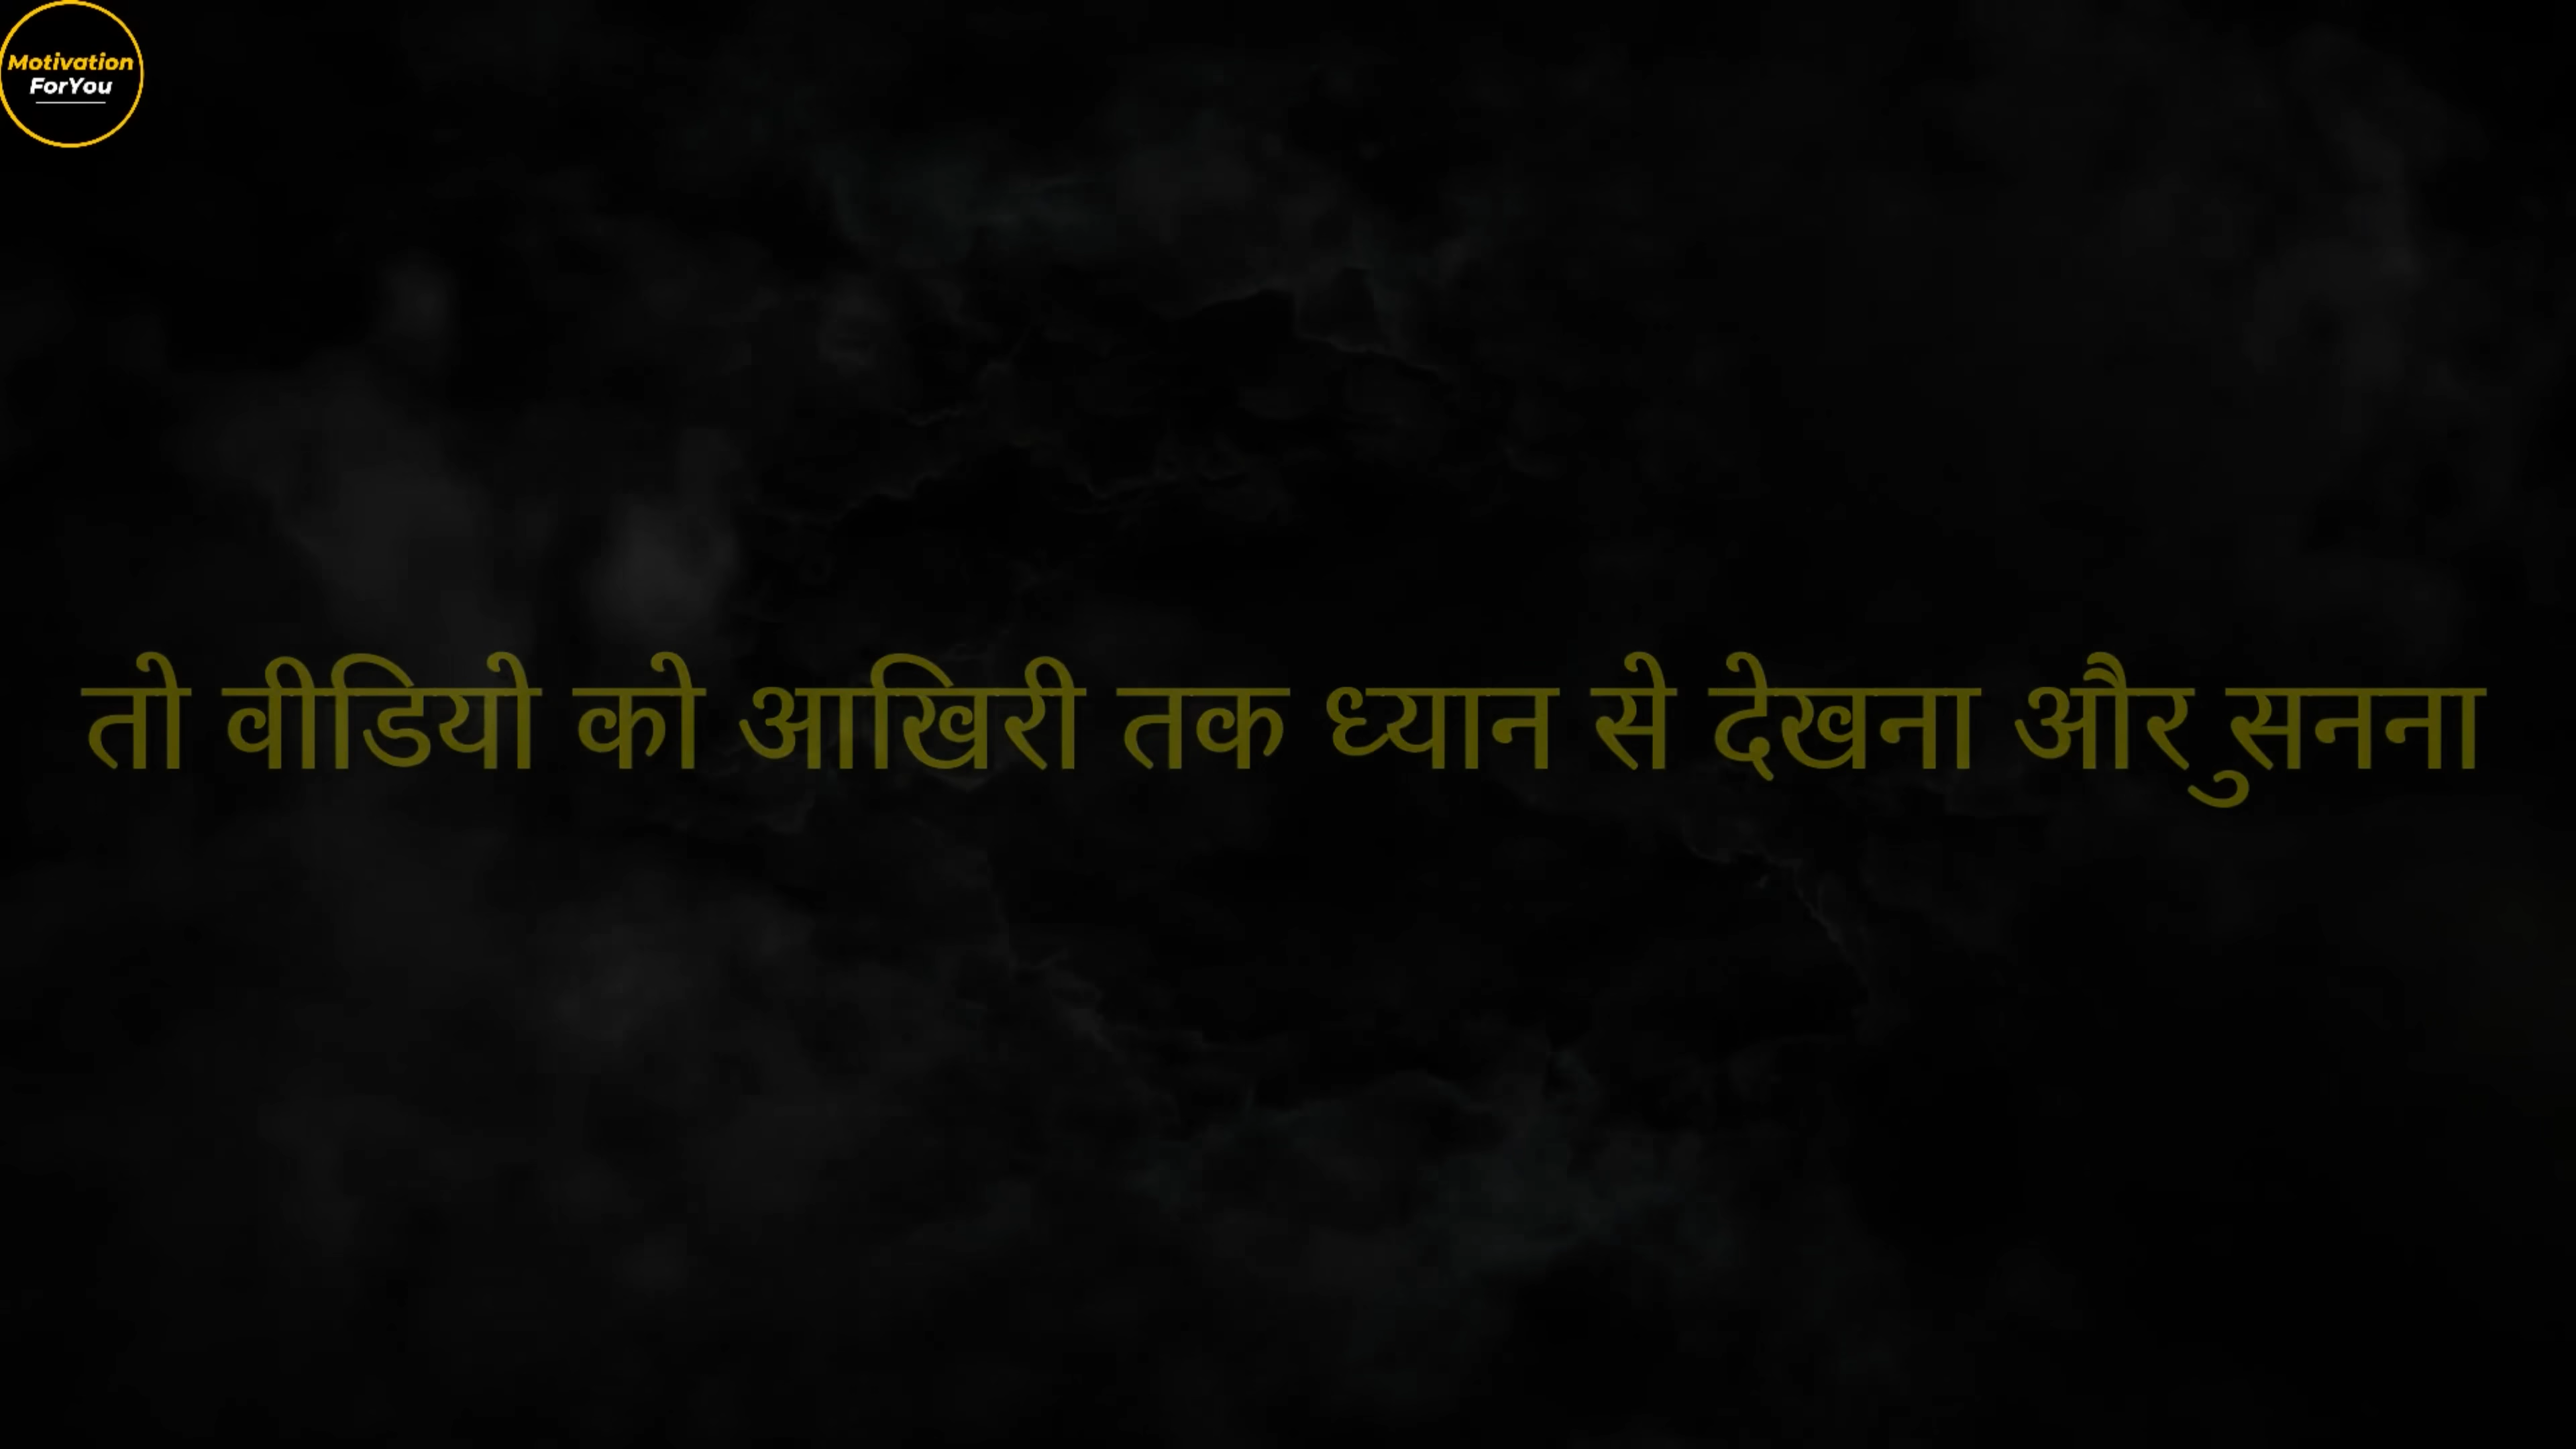 Motivation
ForYou
तो वीडियो को आखिरी तक ध्यान से देखना और सुनना